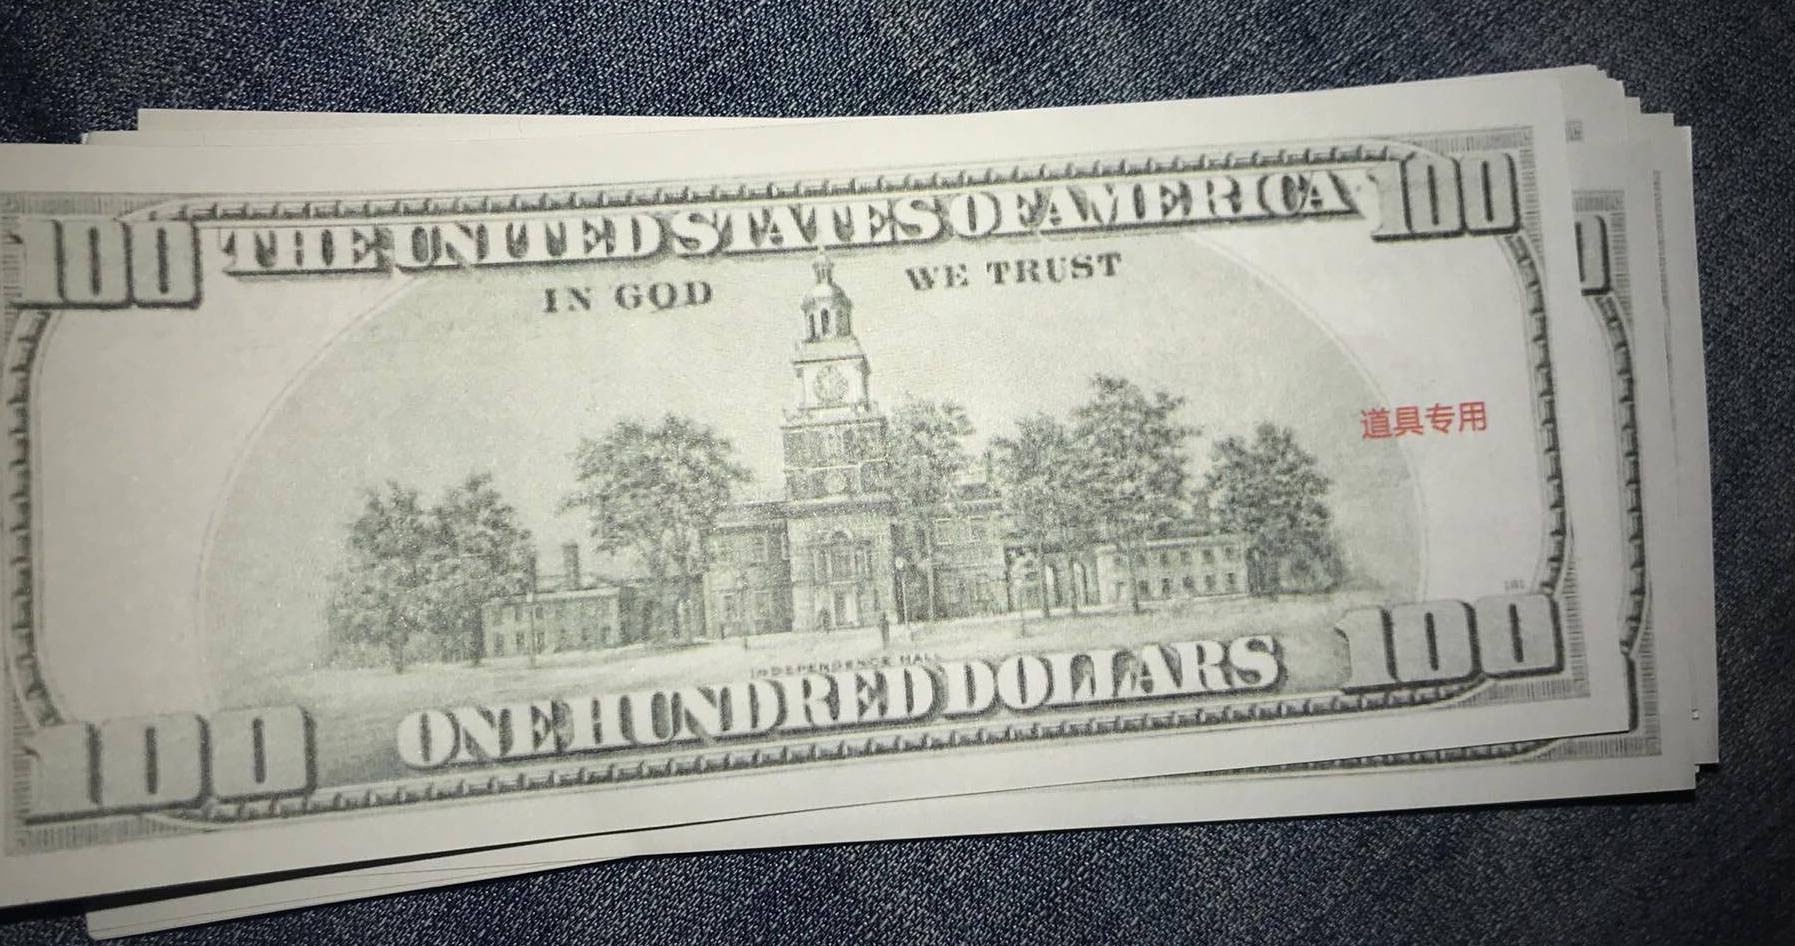 100 THE UNITED STATES OF AMERICA 100
IN GOD WE TRUST
道具专用
INDEPENDENCE HALL
100 ONE HUNDRED DOLLARS 100